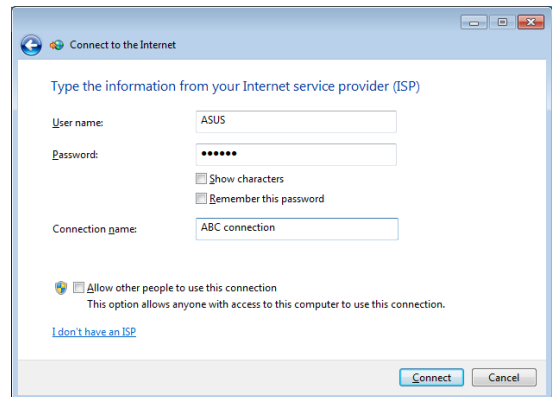 Connect to the Internet
Type the information from your Internet service provider (ISP)
User name: ASUS
Password: ••••••
Show characters
Remember this password
Connection name: ABC connection
Allow other people to use this connection
This option allows anyone with access to this computer to use this connection.
I don't have an ISP
Connect Cancel